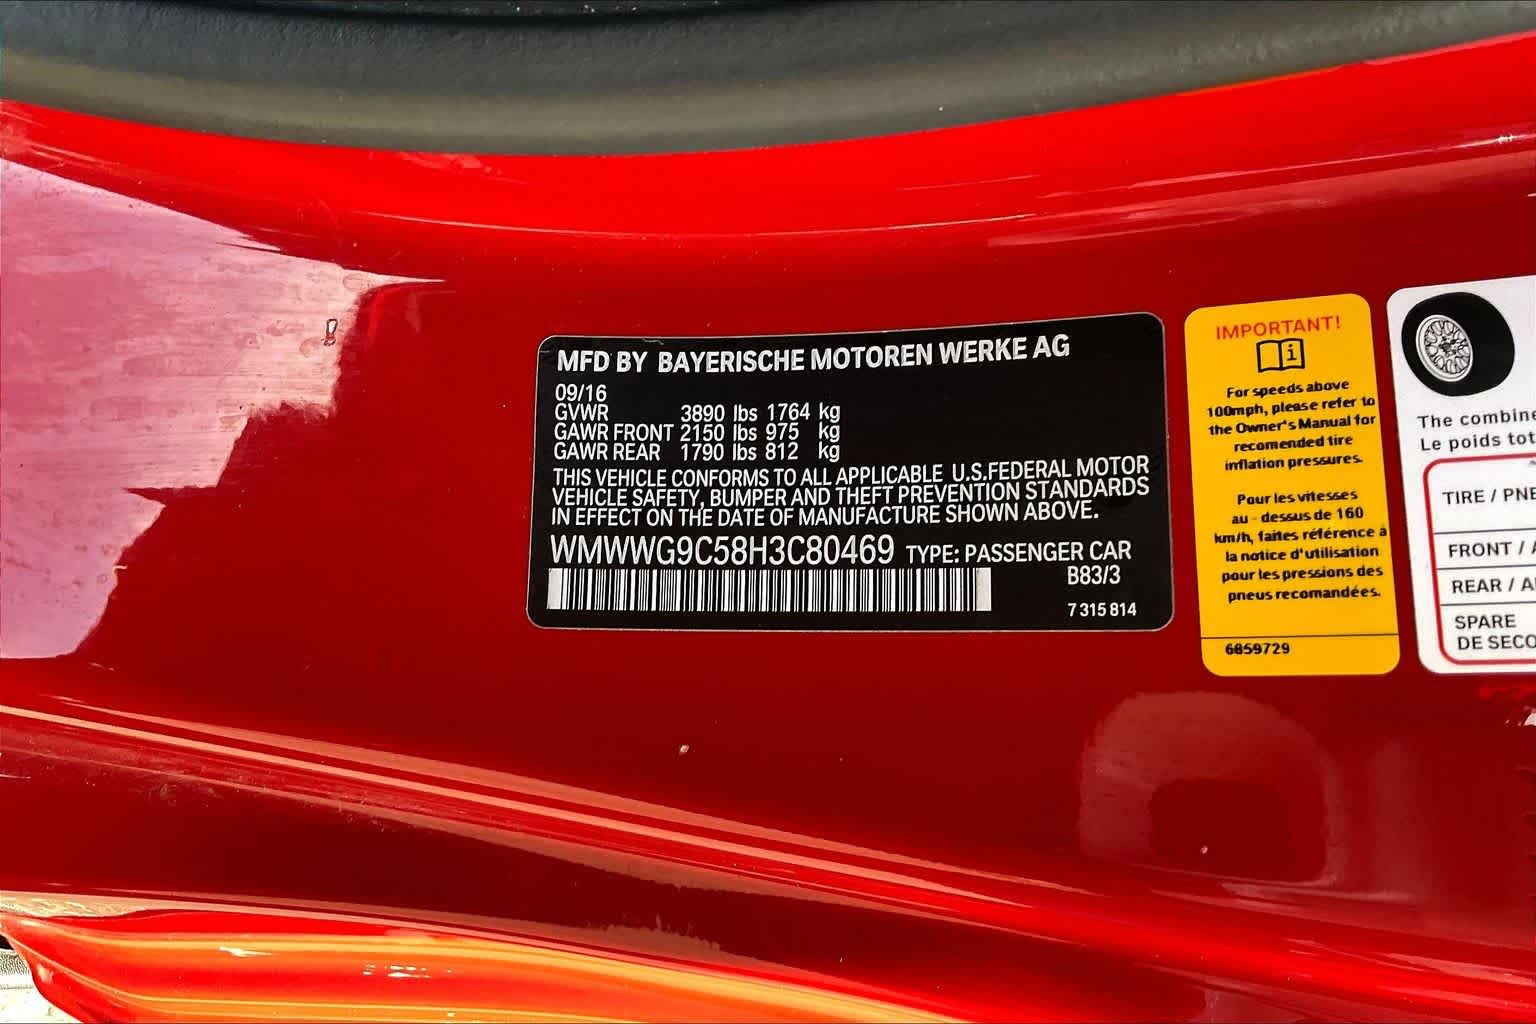 MFD BY BAYERISCHE MOTOREN WERKE AG
09/16
GVWR 3890 lbs 1764 kg
GAWR FRONT 2150 lbs 975 kg
GAWR REAR 1790 lbs 812 kg
THIS VEHICLE CONFORMS TO ALL APPLICABLE U.S.FEDERAL MOTOR
VEHICLE SAFETY, BUMPER AND THEFT PREVENTION STANDARDS
IN EFFECT ON THE DATE OF MANUFACTURE SHOWN ABOVE.
WMWWG9C58H3C80469 TYPE: PASSENGER CAR
B83/3
7 315 814
IMPORTANT!
i
For speeds above
100mph, please refer to
the Owner's Manual for
recomended tire
inflation pressures.
Pour les vitesses
au - dessus de 160
km/h, faites référence à
la notice d'utilisation
pour les pressions des
pneus recomandées.
6859729
The combine
Le poids tot
TIRE / PNE
FRONT / A
REAR / A
SPARE
DE SECO